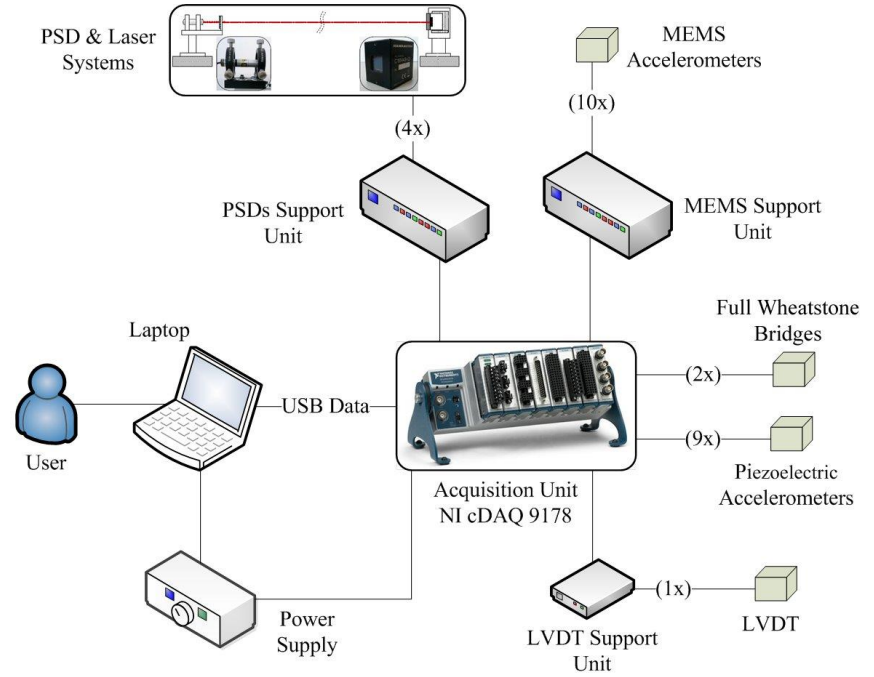 PSD & Laser
Systems
MEMS
Accelerometers
(4x)
(10x)
PSDs Support
Unit
MEMS Support
Unit
Laptop
Full Wheatstone
Bridges
USB Data
(2x)
User
(9x)
Piezoelectric
Accelerometers
Acquisition Unit
NI cDAQ 9178
Power
Supply
(1x)
LVDT Support
Unit
LVDT